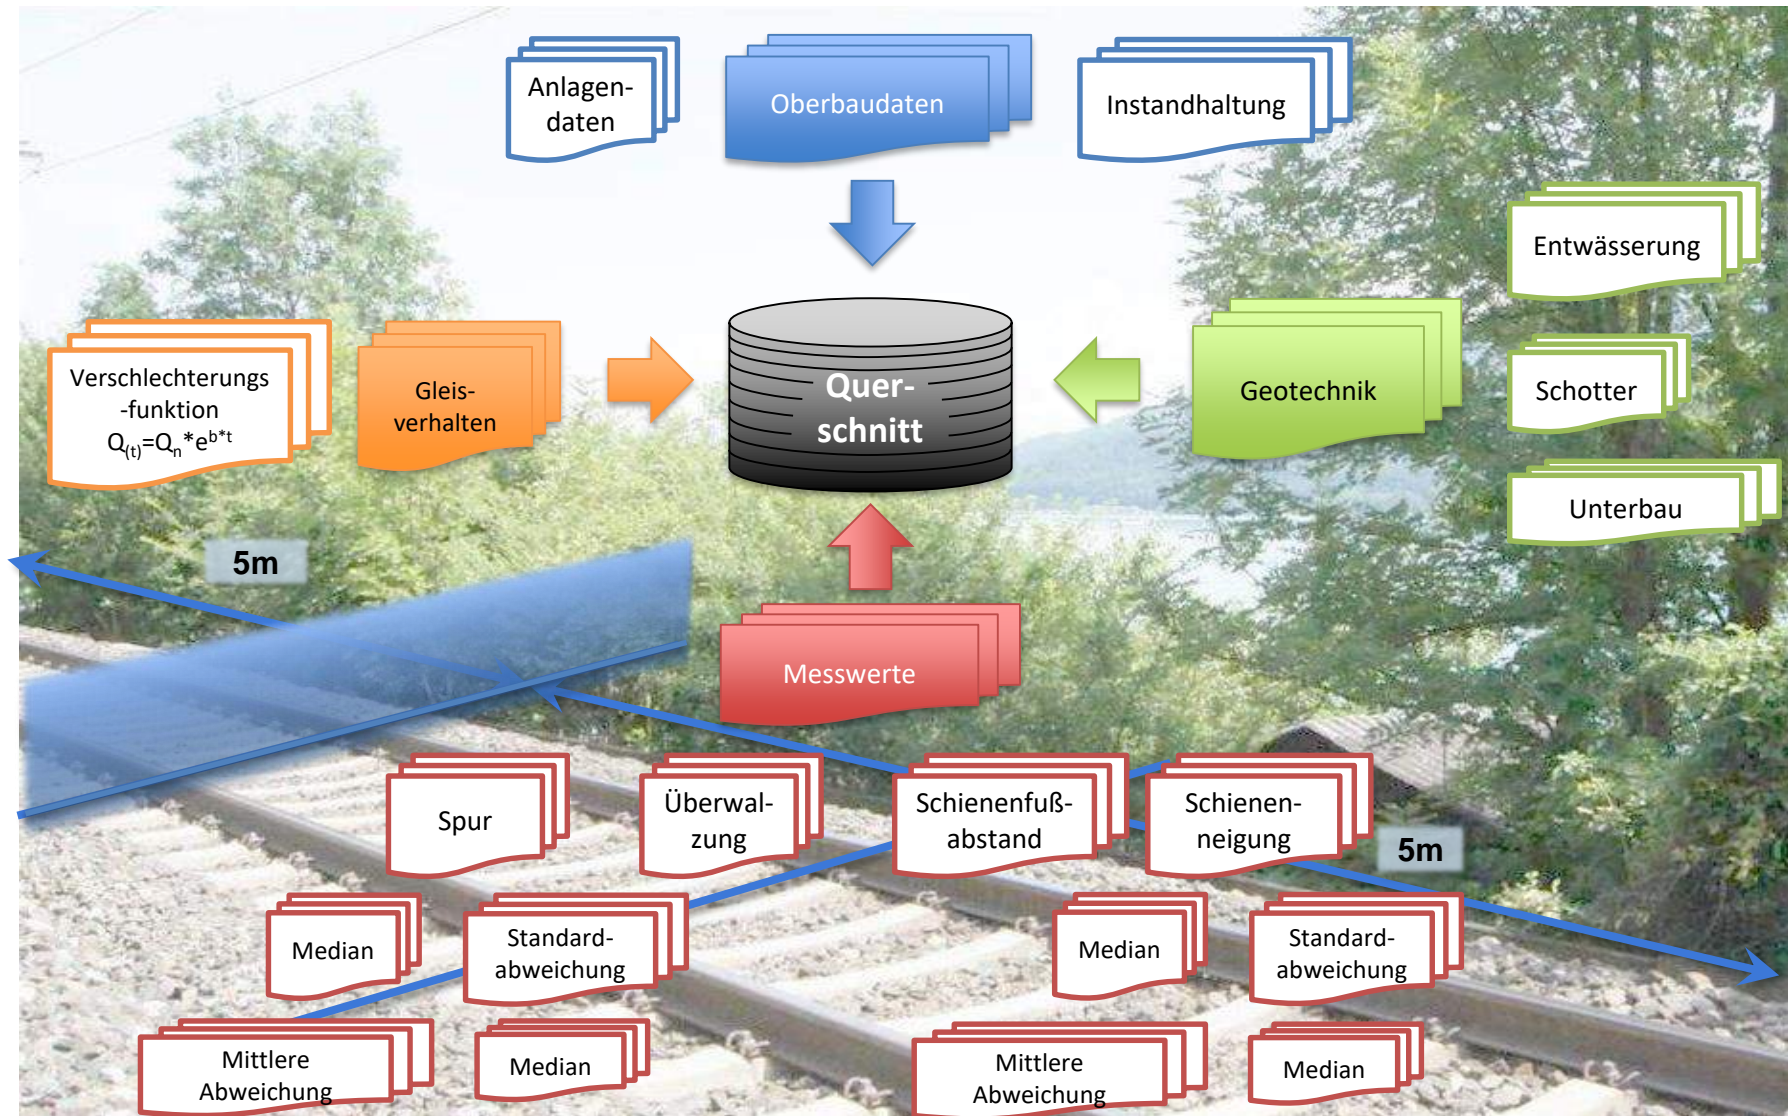 Anlagen-
daten
Oberbaudaten
Instandhaltung
Entwässerung
Verschlechterungs
-funktion
Q(t)=Qn*e^b*t
Gleis-
verhalten
Quer-
schnitt
Geotechnik
Schotter
Unterbau
5m
Messwerte
Spur
Überwal-
zung
Schienenfuß-
abstand
Schienen-
neigung
5m
Median
Standard-
abweichung
Median
Standard-
abweichung
Mittlere
Abweichung
Median
Mittlere
Abweichung
Median